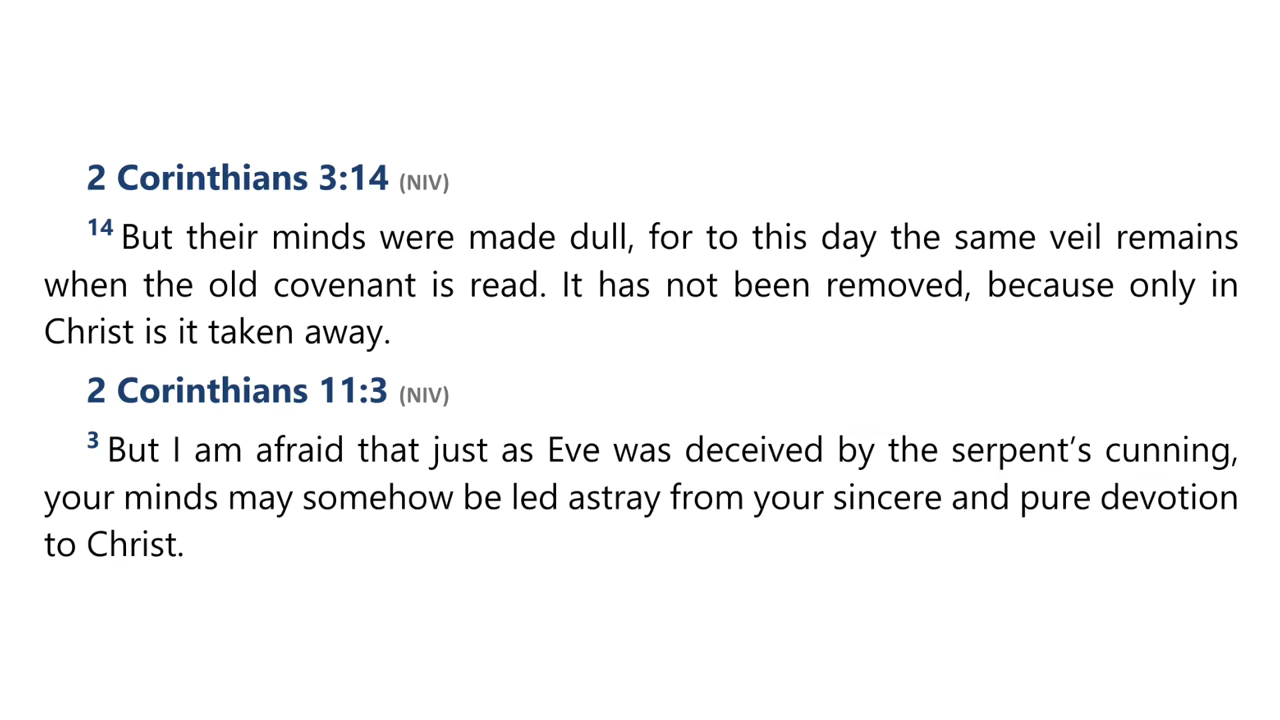 2 Corinthians 3:14 (NIV)
14 But their minds were made dull, for to this day the same veil remains
when the old covenant is read. It has not been removed, because only in
Christ is it taken away.
2 Corinthians 11:3 (NIV)
3 But I am afraid that just as Eve was deceived by the serpent’s cunning,
your minds may somehow be led astray from your sincere and pure devotion
to Christ.